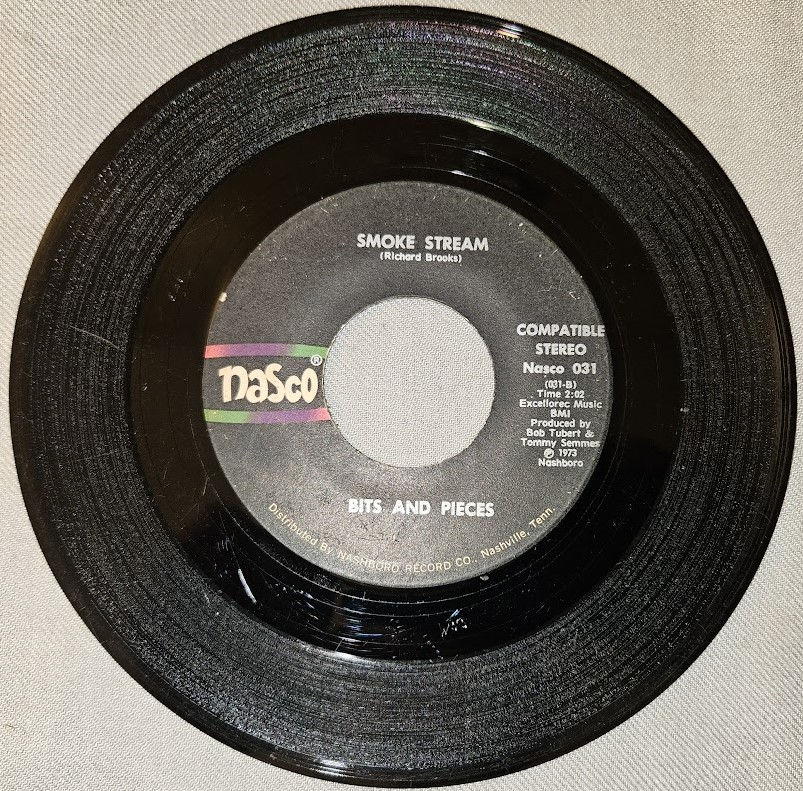 SMOKE STREAM
(Richard Brooks)
nasco®
COMPATIBLE
STEREO
Nasco 031
(031-B)
Time 2:02
Excellorec Music
BMI
Produced by
Bob Tubert &
Tommy Semmes
℗ 1973
Nashboro
BITS AND PIECES
Distributed By NASHBORO RECORD CO., Nashville, Tenn.